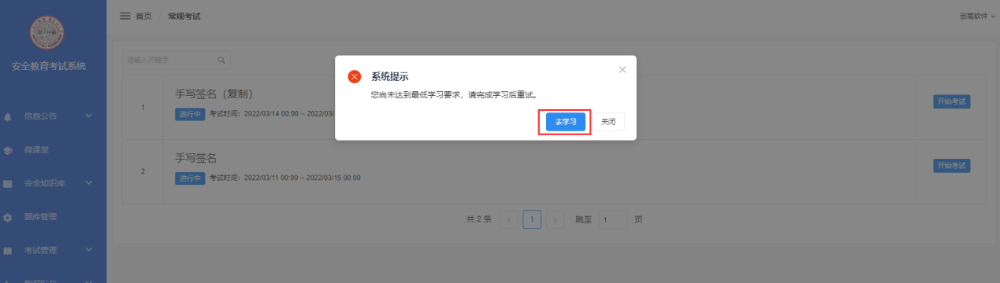 首页 / 常规考试
创高软件
安全教育考试系统
请输入关键字
系统提示
您尚未达到最低学习要求，请完成学习后重试。
去学习 关闭
1
手写签名（复制）
进行中 考试时间：2022/03/14 00:00 -- 2022/03/
开始考试
信息公告
微课堂
2
手写签名
进行中 考试时间：2022/03/11 00:00 -- 2022/03/15 00:00
开始考试
安全知识库
题库管理
共 2 条 < 1 > 跳至 1 页
考试管理